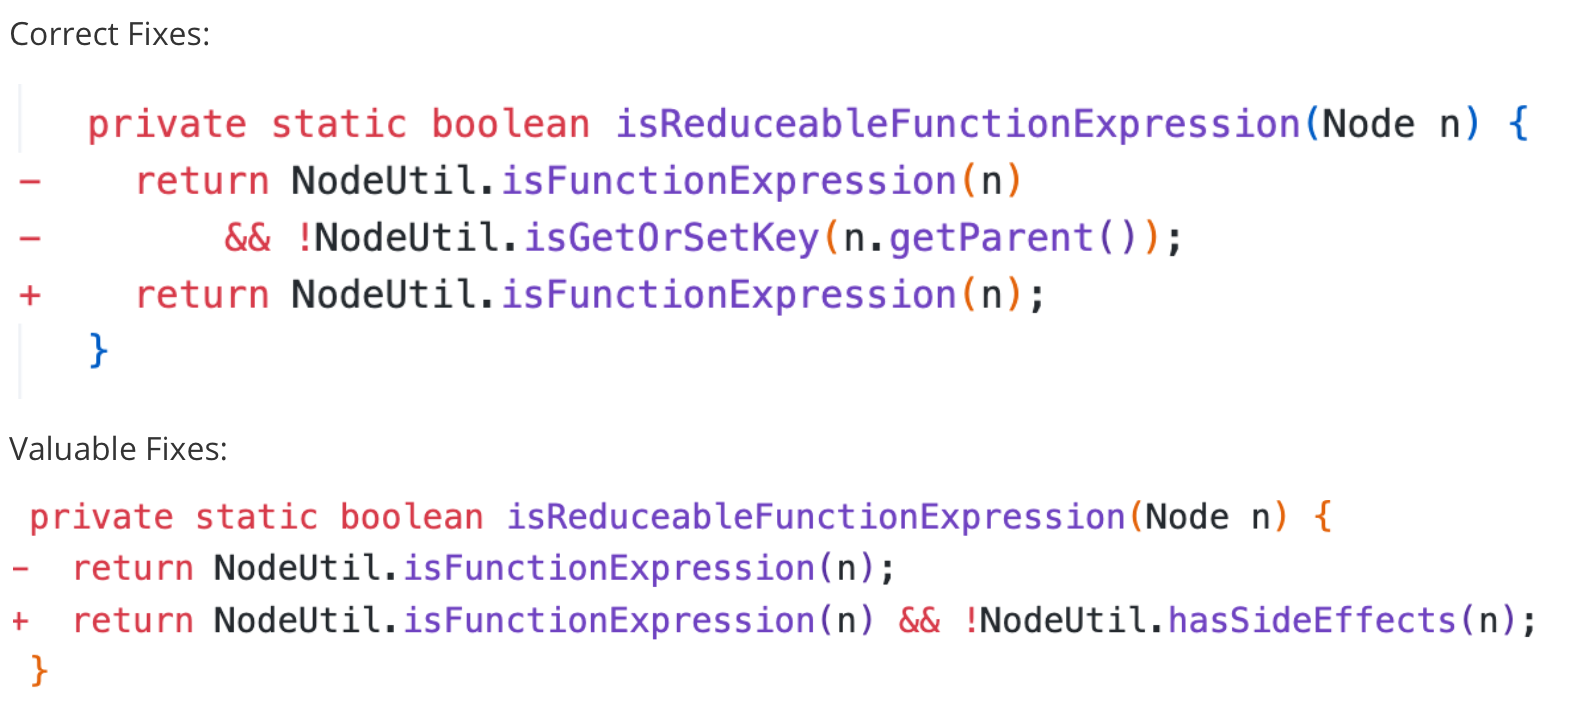 Correct Fixes:
private static boolean isReduceableFunctionExpression(Node n) {
- return NodeUtil.isFunctionExpression(n)
- && !NodeUtil.isGetOrSetKey(n.getParent());
+ return NodeUtil.isFunctionExpression(n);
}
Valuable Fixes:
private static boolean isReduceableFunctionExpression(Node n) {
- return NodeUtil.isFunctionExpression(n);
+ return NodeUtil.isFunctionExpression(n) && !NodeUtil.hasSideEffects(n);
}